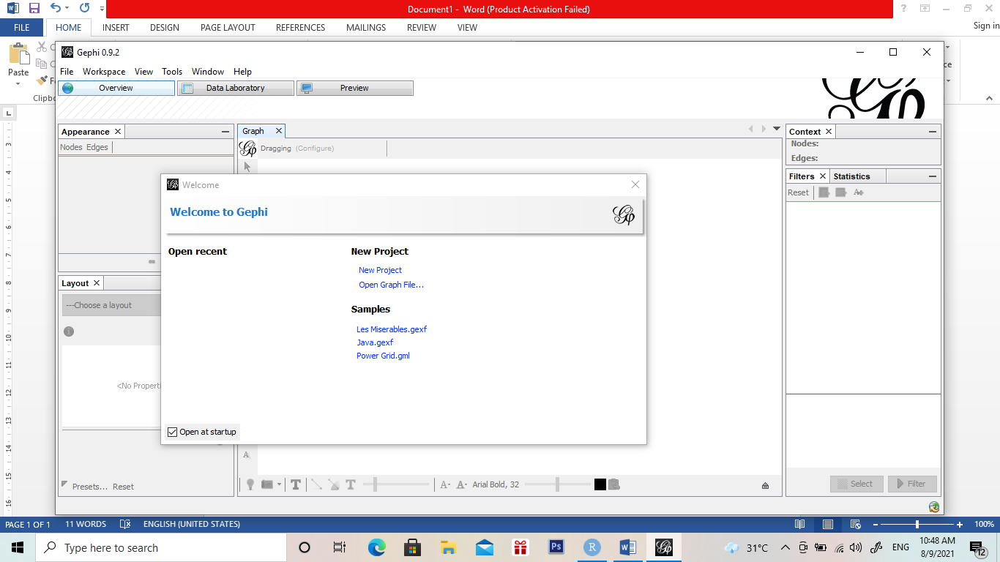 Document1 - Word (Product Activation Failed)
FILE HOME INSERT DESIGN PAGE LAYOUT REFERENCES MAILINGS REVIEW VIEW Sign in
Paste
Gephi 0.9.2
File Workspace View Tools Window Help
Overview Data Laboratory Preview
Appearance
Nodes Edges
Graph
Dragging (Configure)
Context
Nodes:
Edges:
Filters Statistics
Reset
Welcome
Welcome to Gephi
Open recent
New Project
New Project
Open Graph File...
Samples
Les Miserables.gexf
Java.gexf
Power Grid.gml
Open at startup
Layout
---Choose a layout
<No Properti
Presets... Reset
Arial Bold, 32
Select Filter
PAGE 1 OF 1 11 WORDS ENGLISH (UNITED STATES) 100%
Type here to search
31°C ENG 10:48 AM
8/9/2021
12